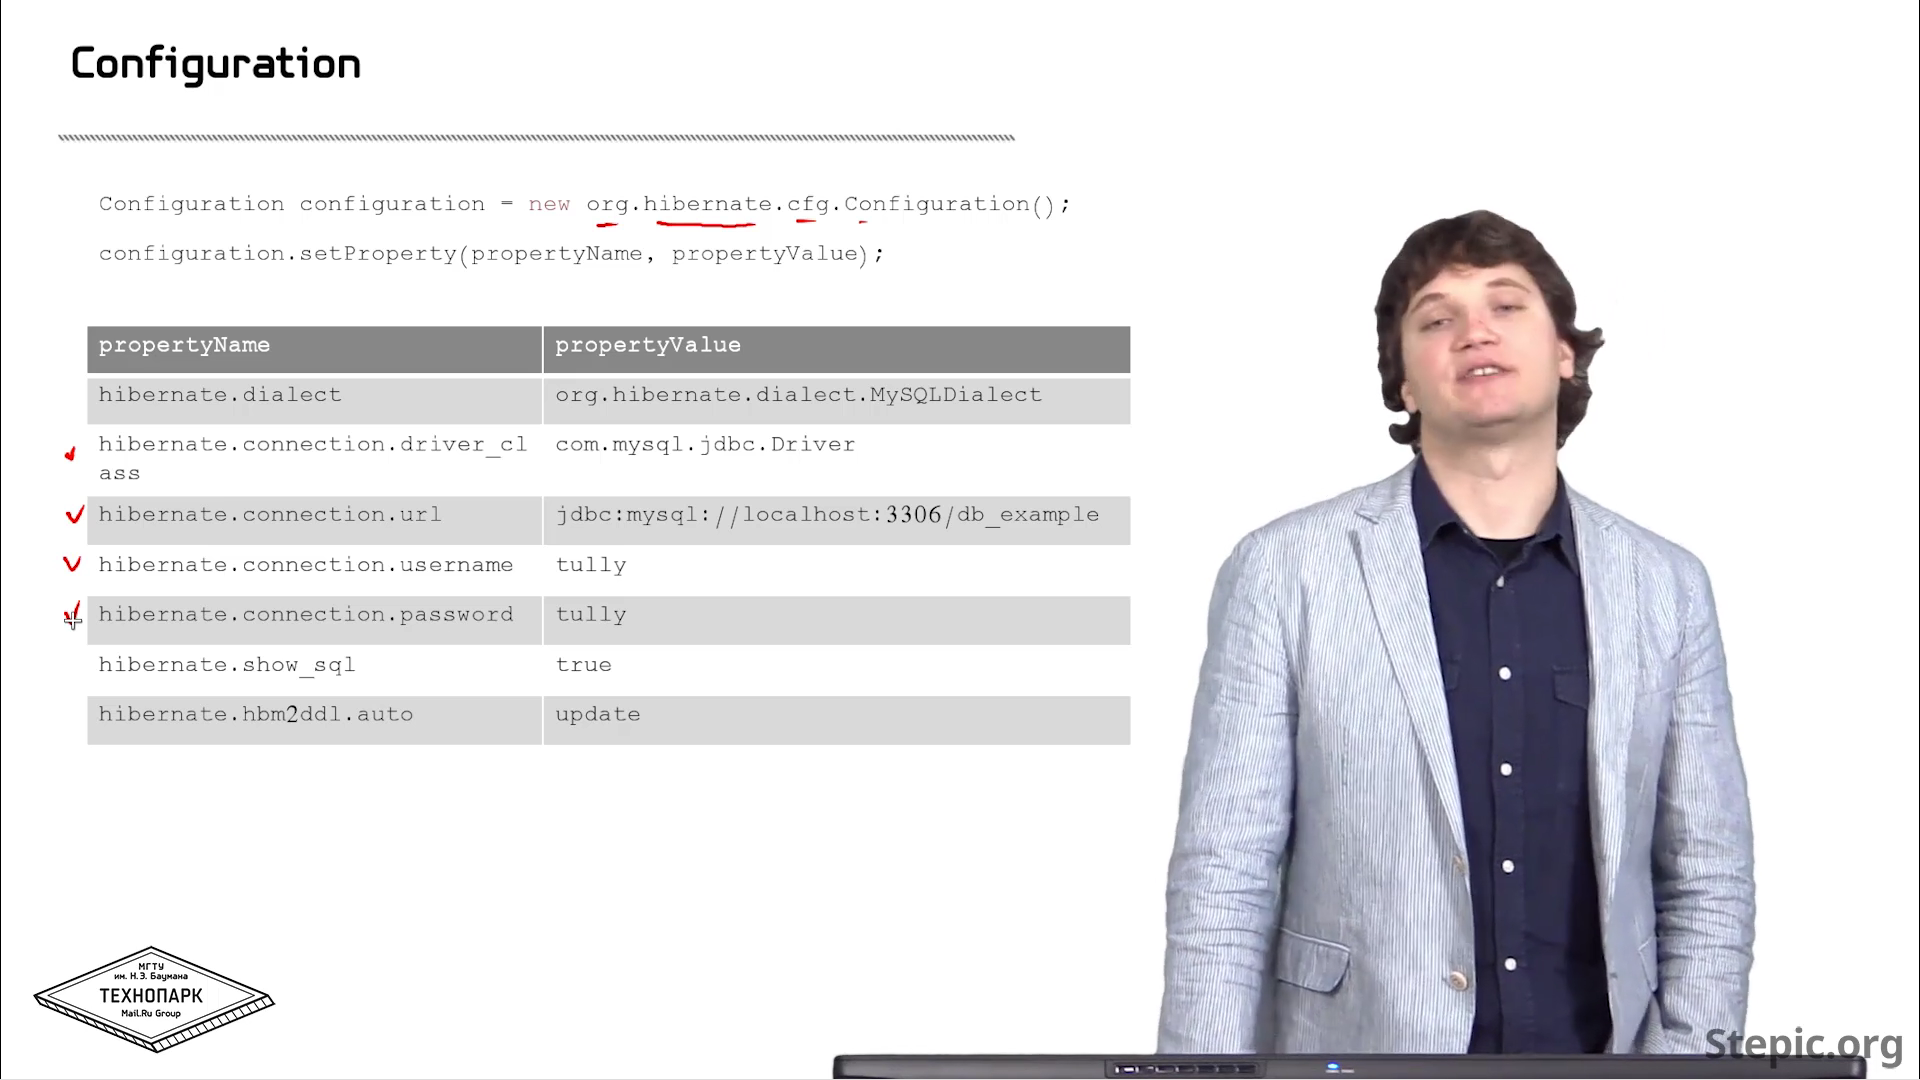 Configuration
Configuration configuration = new org.hibernate.cfg.Configuration();
configuration.setProperty(propertyName, propertyValue);
propertyName propertyValue
hibernate.dialect org.hibernate.dialect.MySQLDialect
hibernate.connection.driver_cl com.mysql.jdbc.Driver
ass
hibernate.connection.url jdbc:mysql://localhost:3306/db_example
hibernate.connection.username tully
hibernate.connection.password tully
hibernate.show_sql true
hibernate.hbm2ddl.auto update
МГТУ
им. Н.Э. Баумана
ТЕХНОПАРК
Mail.Ru Group
Stepic.org